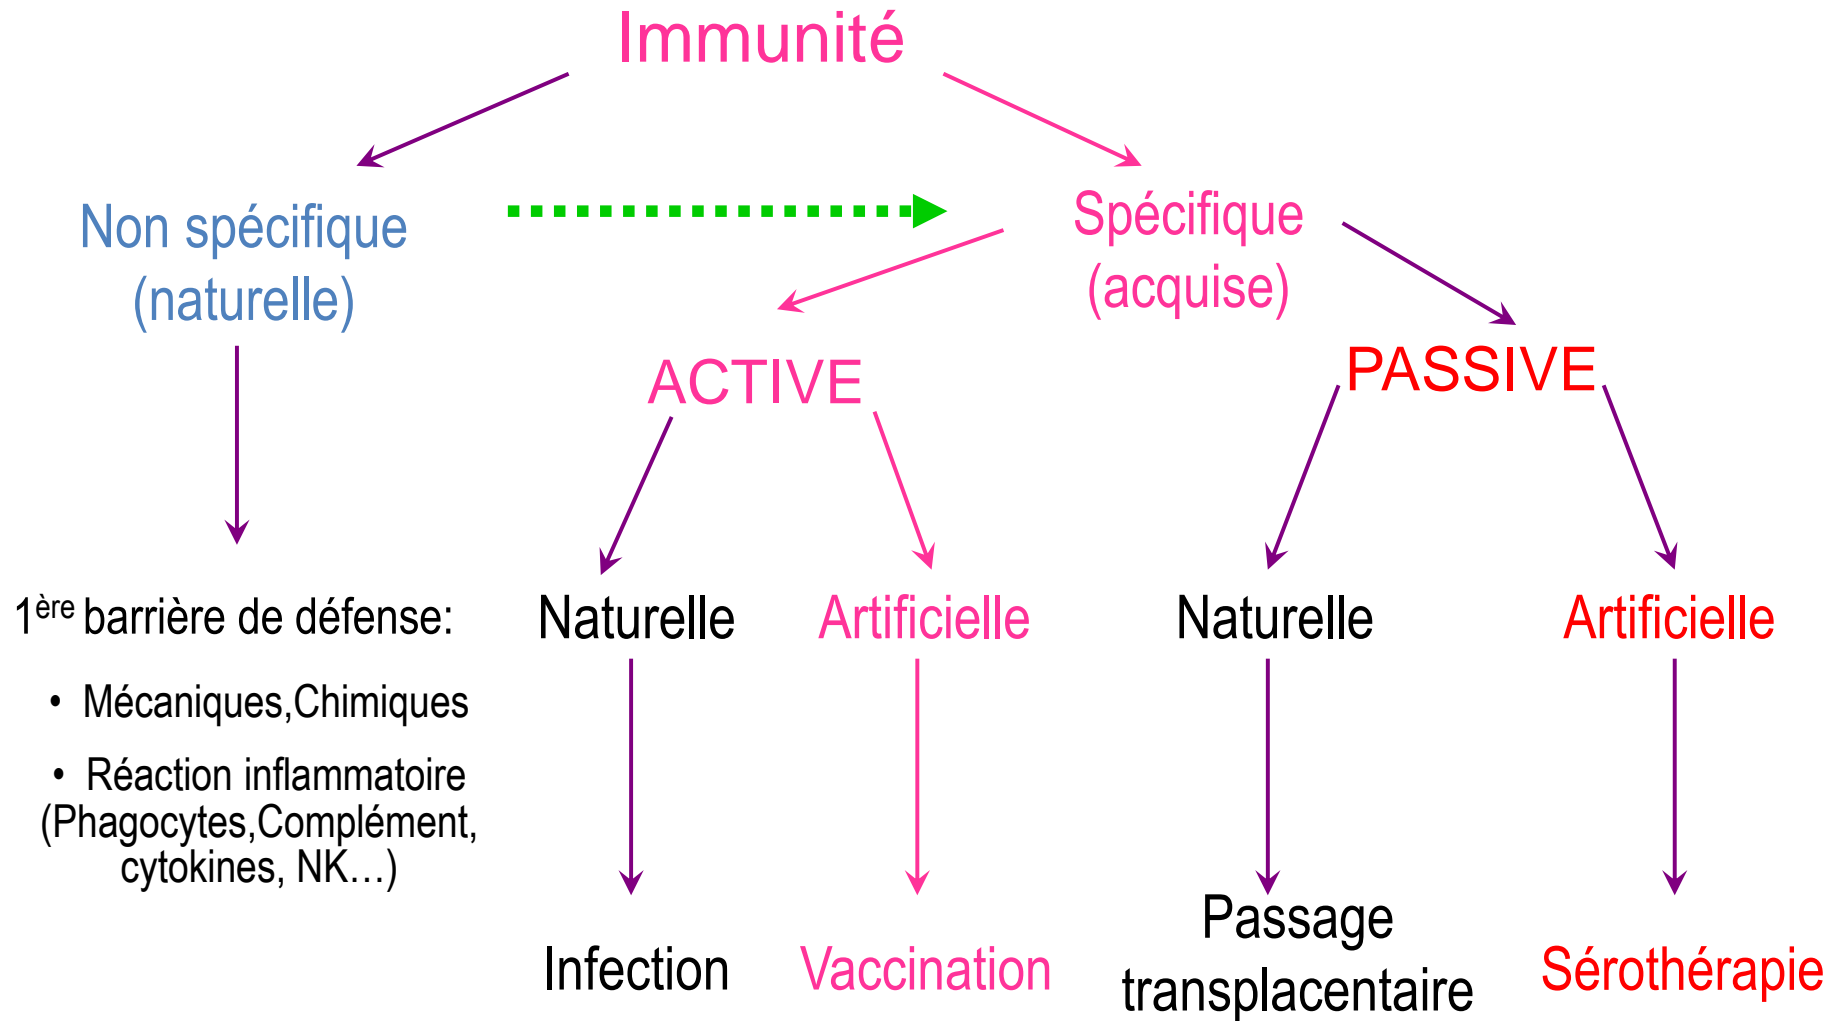 Immunité
Non spécifique
(naturelle)
Spécifique
(acquise)
ACTIVE
PASSIVE
1ère barrière de défense:
• Mécaniques,Chimiques
• Réaction inflammatoire
(Phagocytes,Complément,
cytokines, NK…)
Naturelle
Artificielle
Naturelle
Artificielle
Infection
Vaccination
Passage
transplacentaire
Sérothérapie